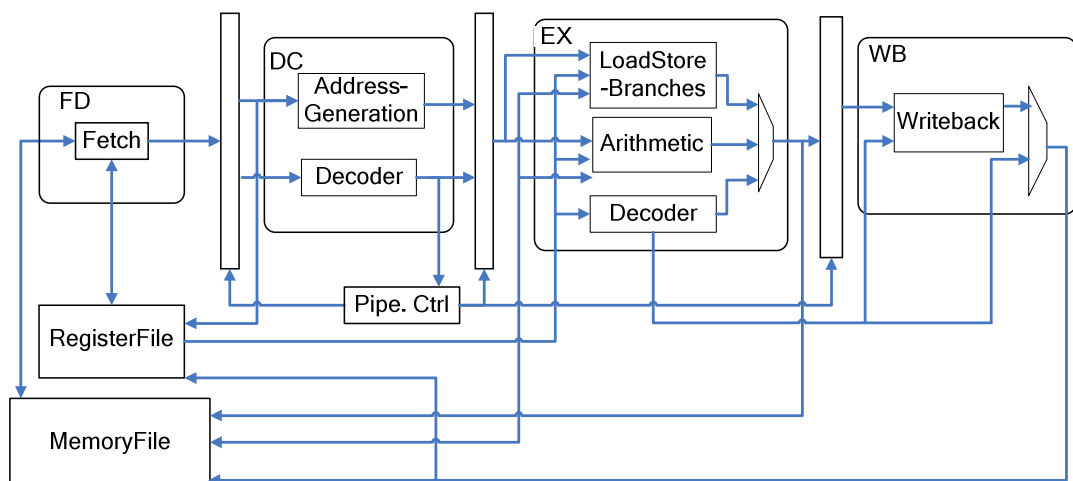 FD
Fetch
DC
Address-
Generation
Decoder
EX
LoadStore
-Branches
Arithmetic
Decoder
WB
Writeback
Pipe. Ctrl
RegisterFile
MemoryFile